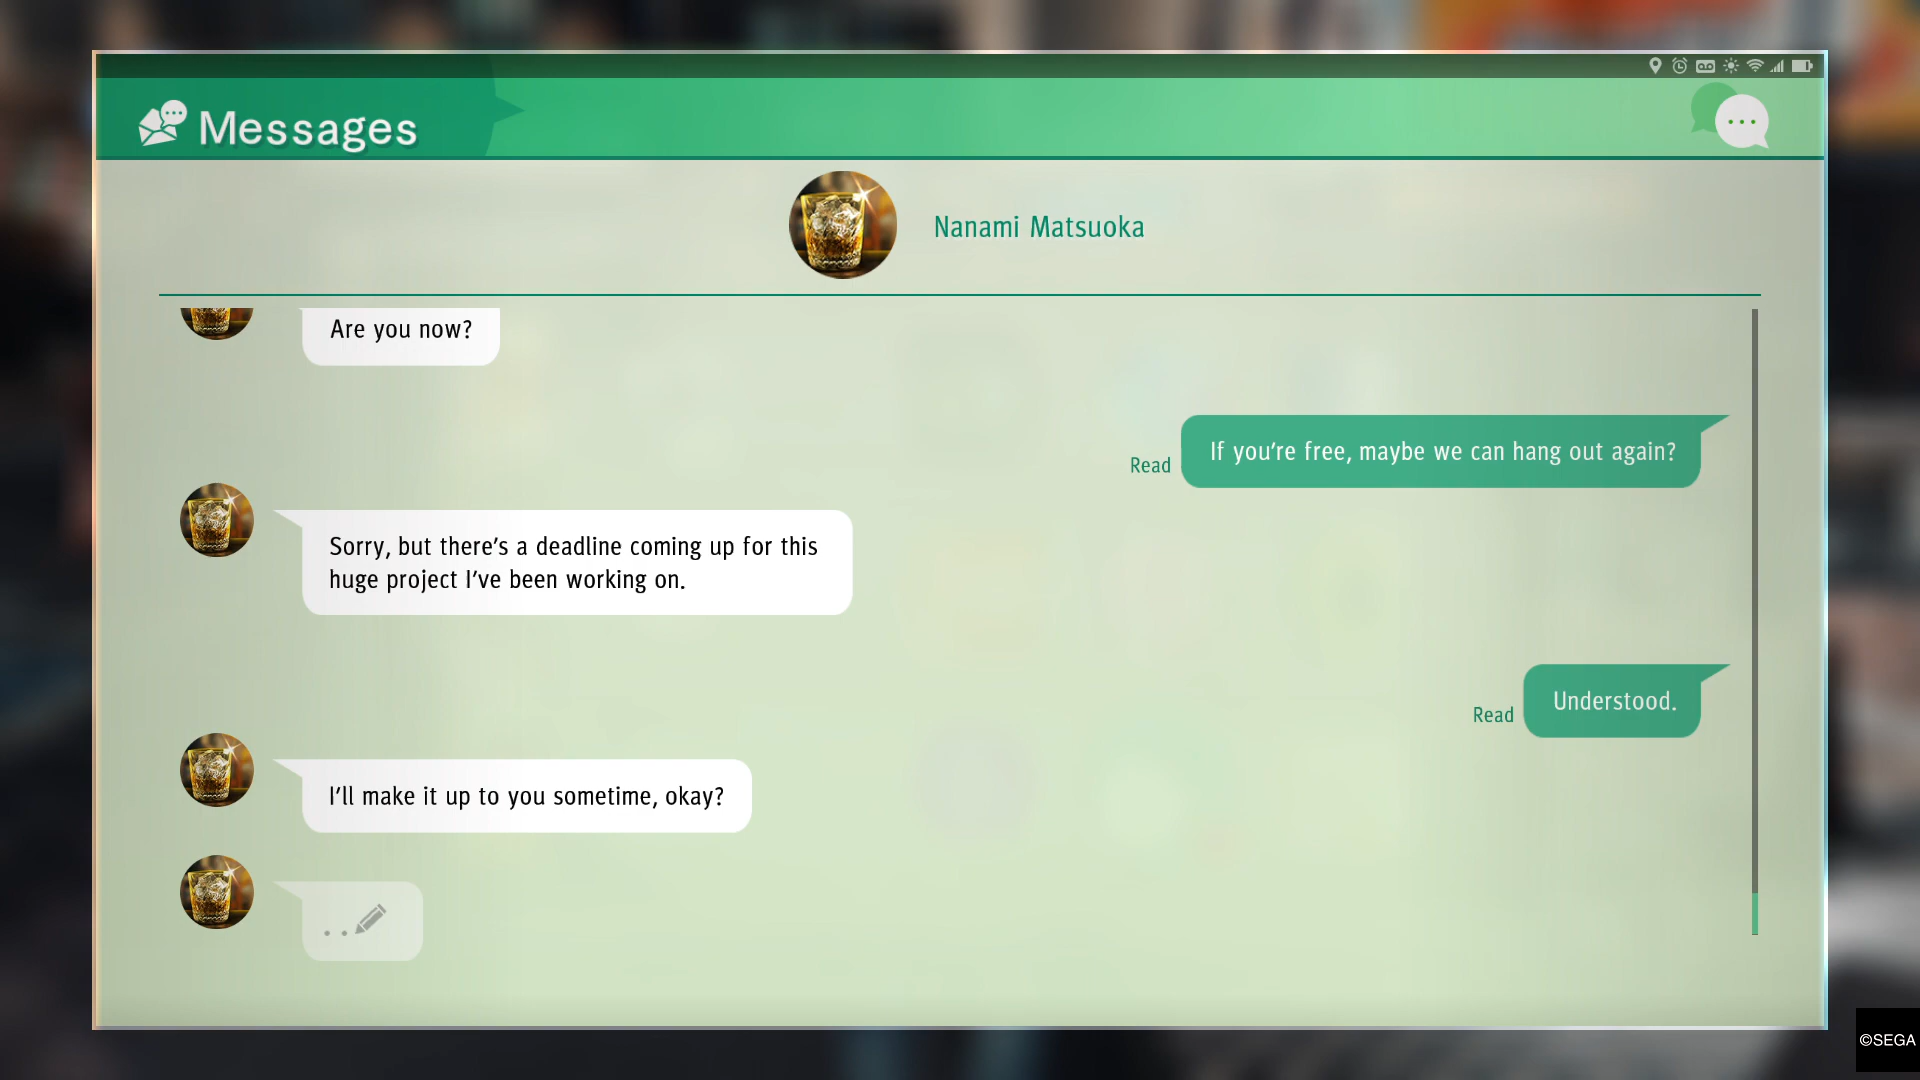 Messages
Nanami Matsuoka
Are you now?
If you're free, maybe we can hang out again?
Read
Sorry, but there's a deadline coming up for this
huge project I've been working on.
Understood.
Read
I'll make it up to you sometime, okay?
©SEGA